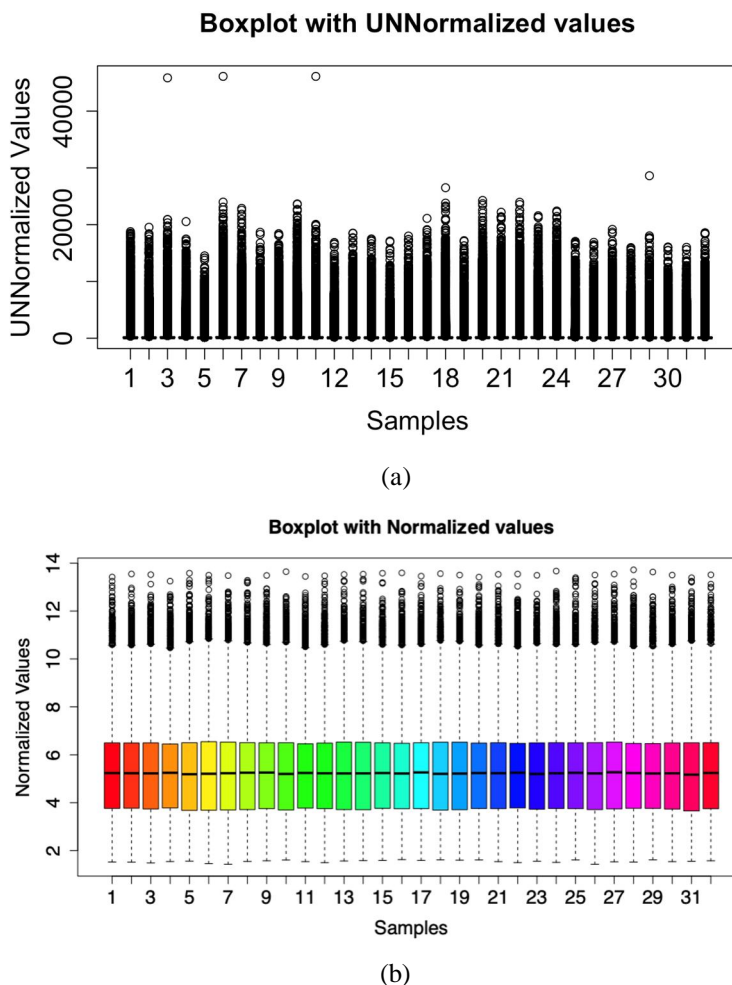 Boxplot with UNNormalized values
UNNormalized Values
40000
20000
0
1 3 5 7 9 12 15 18 21 24 27 30
Samples
(a)
Boxplot with Normalized values
Normalized Values
14
12
10
8
6
4
2
1 3 5 7 9 11 13 15 17 19 21 23 25 27 29 31
Samples
(b)